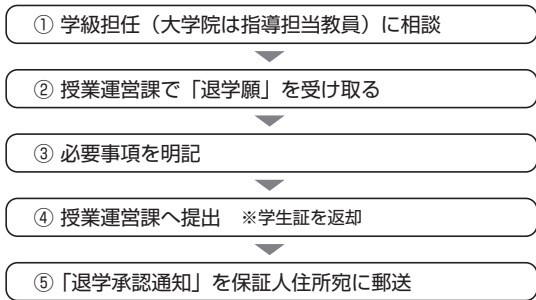 ① 学級担任（大学院は指導担当教員）に相談
② 授業運営課で「退学願」を受け取る
③ 必要事項を明記
④ 授業運営課へ提出　※学生証を返却
⑤「退学承認通知」を保証人住所宛に郵送